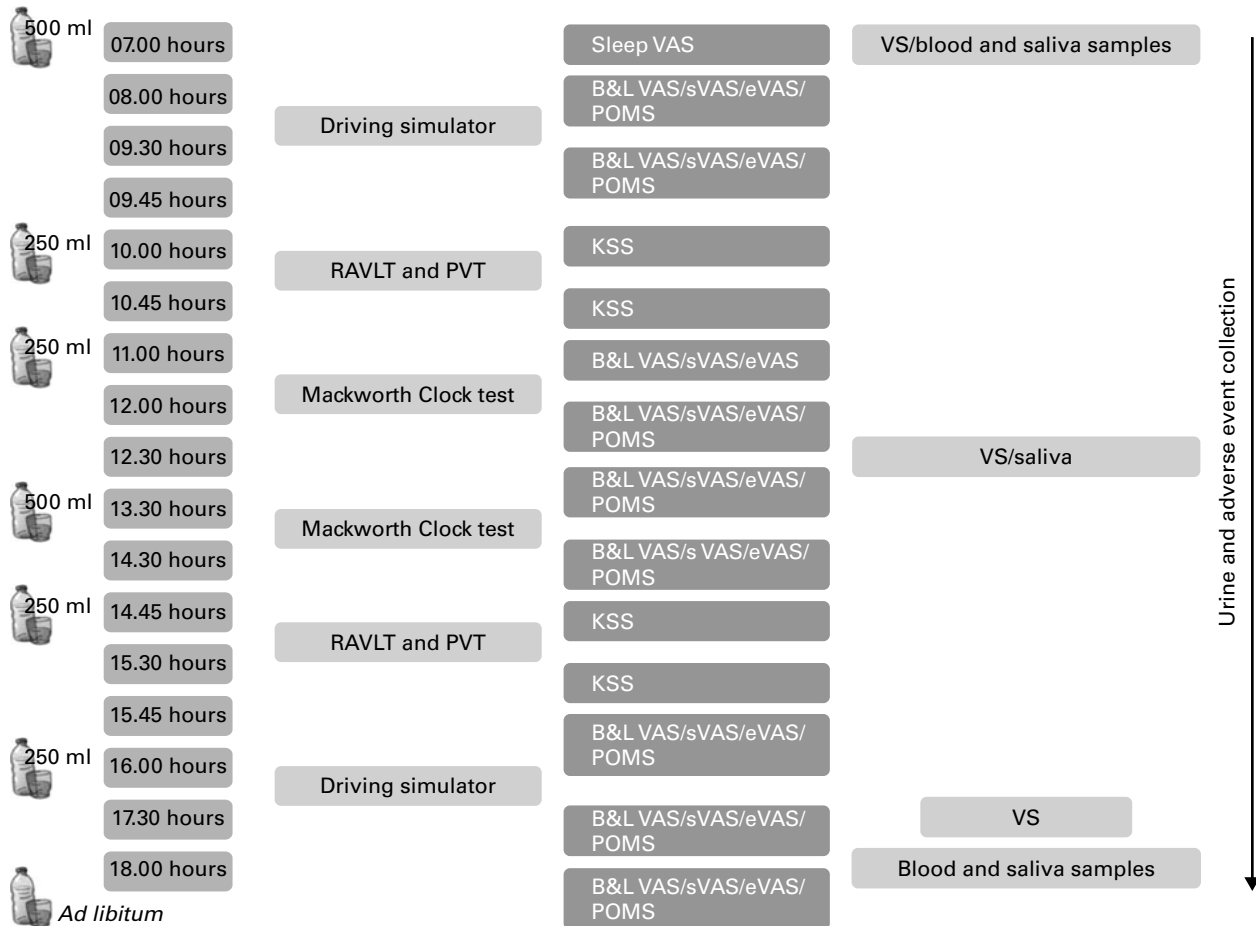 500 ml
07.00 hours
Sleep VAS
VS/blood and saliva samples
08.00 hours
B&L VAS/sVAS/eVAS/
POMS
Driving simulator
09.30 hours
B&L VAS/sVAS/eVAS/
POMS
09.45 hours
250 ml
10.00 hours
KSS
RAVLT and PVT
10.45 hours
KSS
250 ml
11.00 hours
B&L VAS/sVAS/eVAS
Mackworth Clock test
12.00 hours
B&L VAS/sVAS/eVAS/
POMS
12.30 hours
VS/saliva
B&L VAS/sVAS/eVAS/
POMS
500 ml
13.30 hours
Mackworth Clock test
14.30 hours
B&L VAS/s VAS/eVAS/
POMS
250 ml
14.45 hours
KSS
RAVLT and PVT
15.30 hours
KSS
15.45 hours
B&L VAS/sVAS/eVAS/
POMS
250 ml
16.00 hours
Driving simulator
17.30 hours
B&L VAS/sVAS/eVAS/
POMS
VS
18.00 hours
Blood and saliva samples
B&L VAS/sVAS/eVAS/
POMS
Ad libitum
Urine and adverse event collection